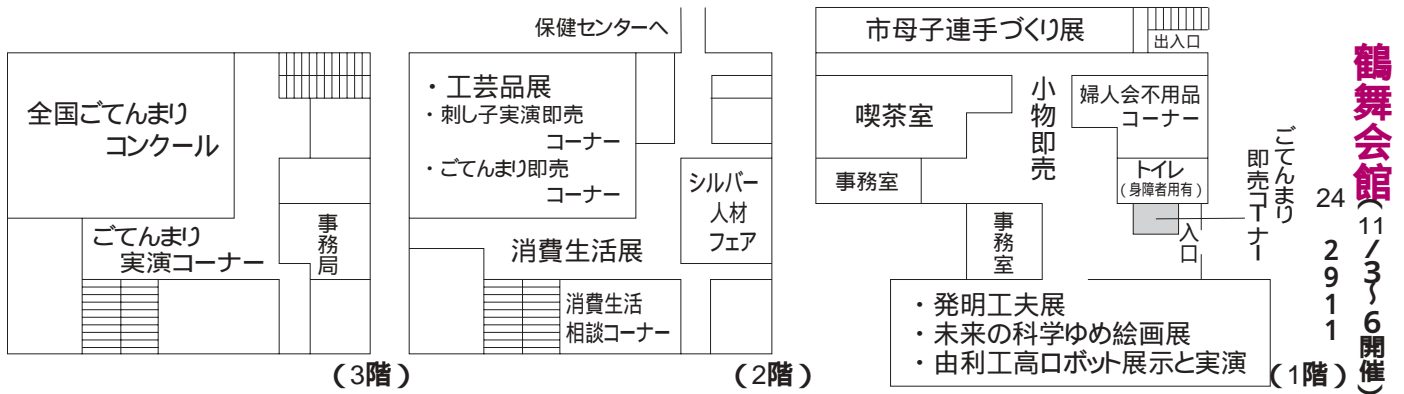 鶴舞会館(11/3~6開催)
24
2911
市母子連手づくり展
出入口
喫茶室
小物即売
婦人会不用品
コーナー
事務室
トイレ
(身障者用有)
ごてんまり
即売コーナー
入口
事務室
・発明工夫展
・未来の科学ゆめ絵画展
・由利工高ロボット展示と実演
(1階)
保健センターへ
・工芸品展
・刺し子実演即売
コーナー
・ごてんまり即売
コーナー
シルバー
人材
フェア
消費生活展
消費生活
相談コーナー
(2階)
全国ごてんまり
コンクール
ごてんまり
実演コーナー
事務局
(3階)